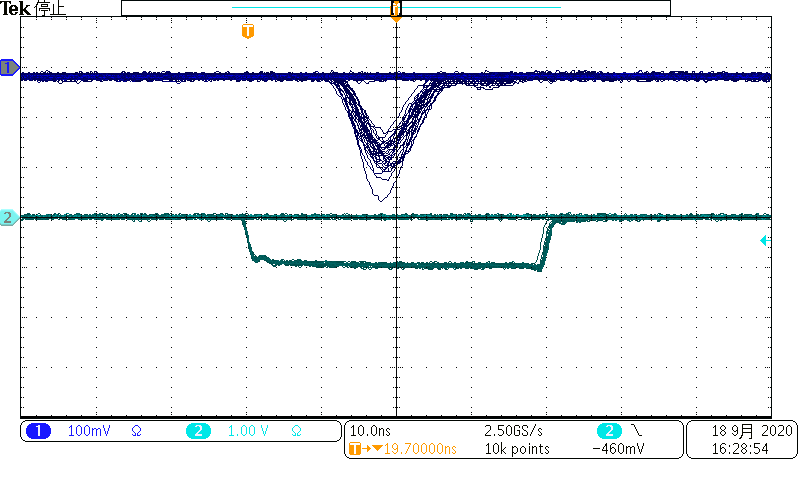 Tek 停止
T
1
2
1 100mV Ω 2 1.00 V Ω
10.0ns 2.50GS/s 2
T→▼19.70000ns 10k points −460mV
18 9月 2020
16:28:54